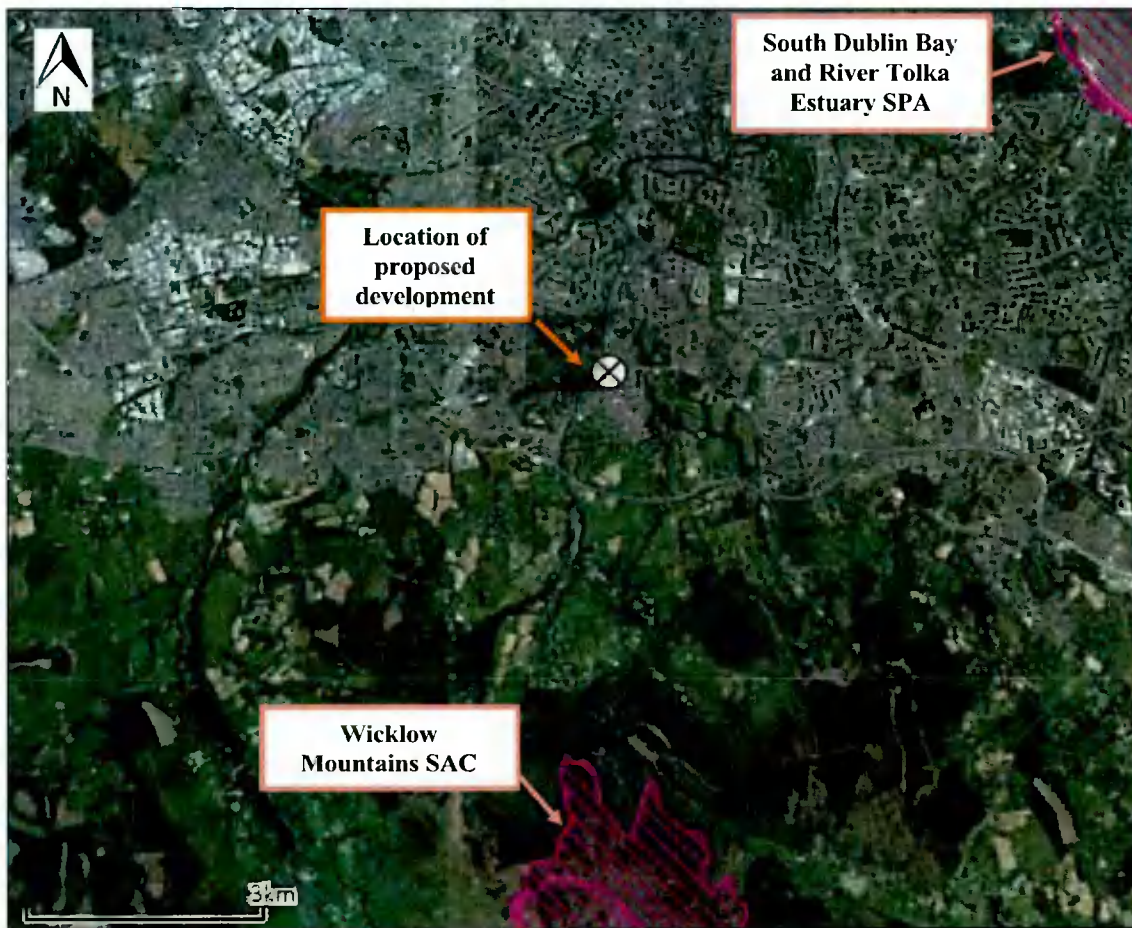 South Dublin Bay
and River Tolka
Estuary SPA
N
Location of
proposed
development
Wicklow
Mountains SAC
3km